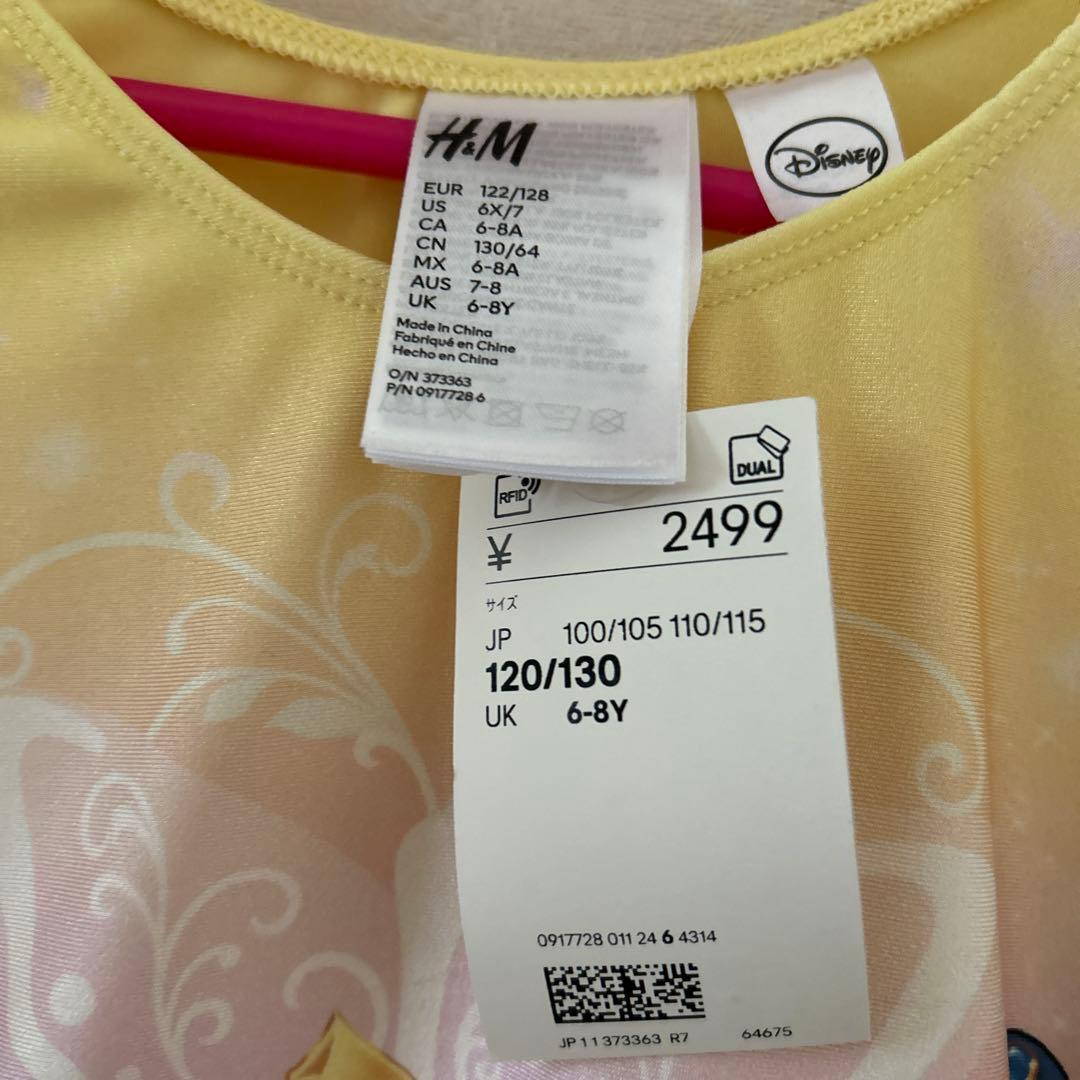 H&M
EUR 122/128
US 6X/7
CA 6-8A
CN 130/64
MX 6-8A
AUS 7-8
UK 6-8Y
Made in China
Fabriqué en Chine
Hecho en China
O/N 373363
P/N 0917728-6
Disney
RFID
DUAL
¥ 2499
サイズ
JP 100/105 110/115
120/130
UK 6-8Y
0917728 011 24 6 4314
JP 1 1 373363 R7 64675